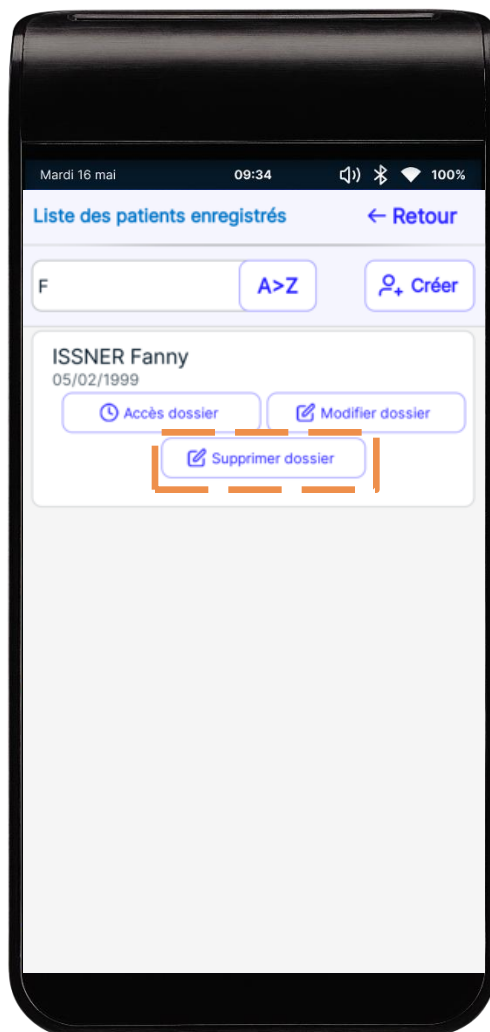 Mardi 16 mai 09:34 100%
Liste des patients enregistrés ← Retour
F A>Z Créer
ISSNER Fanny
05/02/1999
Accès dossier Modifier dossier
Supprimer dossier